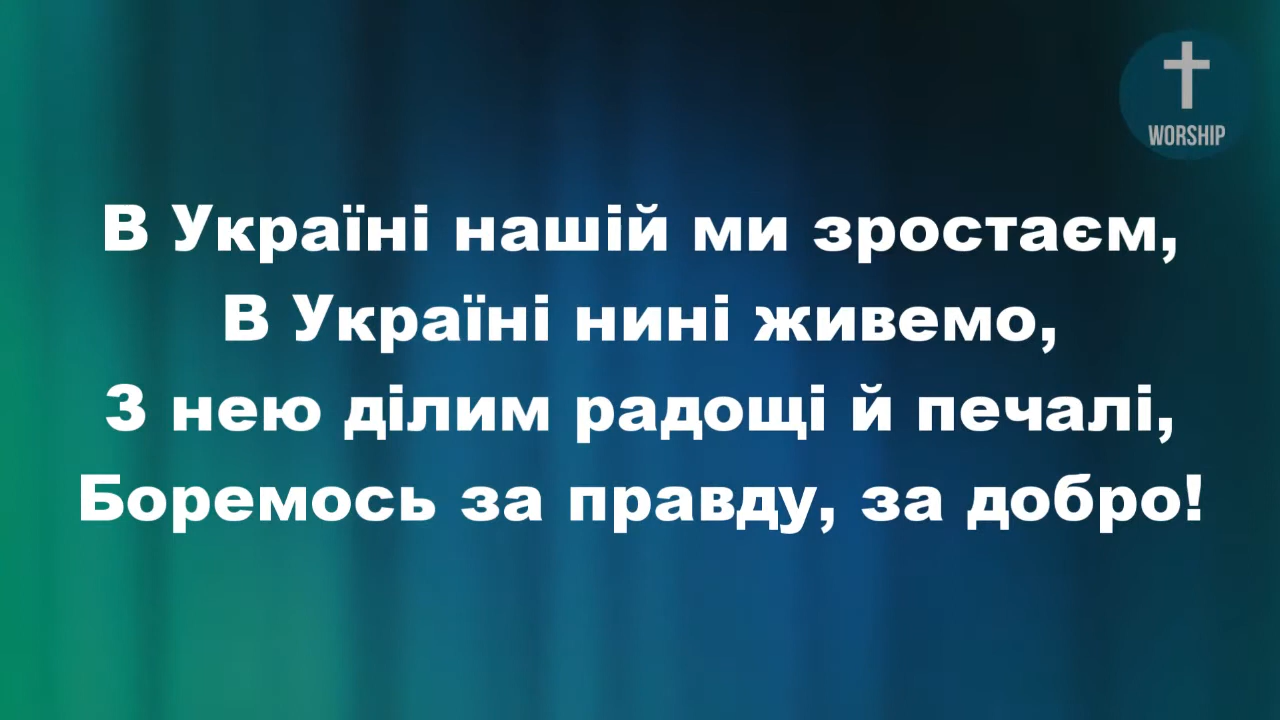 WORSHIP
В Україні нашій ми зростаєм,
В Україні нині живемо,
З нею ділим радощі й печалі,
Боремось за правду, за добро!